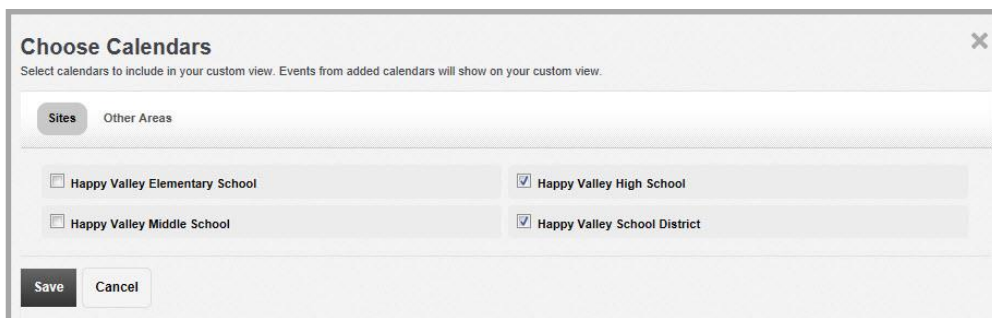 Choose Calendars
Select calendars to include in your custom view. Events from added calendars will show on your custom view.
Sites Other Areas
Happy Valley Elementary School Happy Valley High School
Happy Valley Middle School Happy Valley School District
Save Cancel